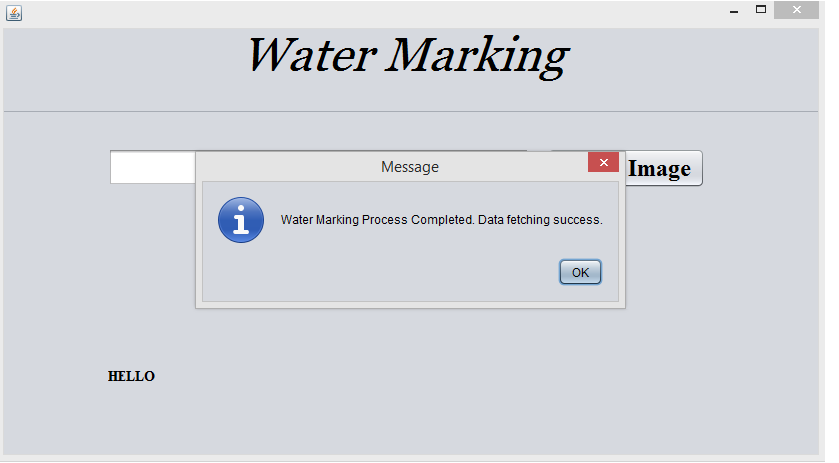 Water Marking
Message
Image
Water Marking Process Completed. Data fetching success.
OK
HELLO